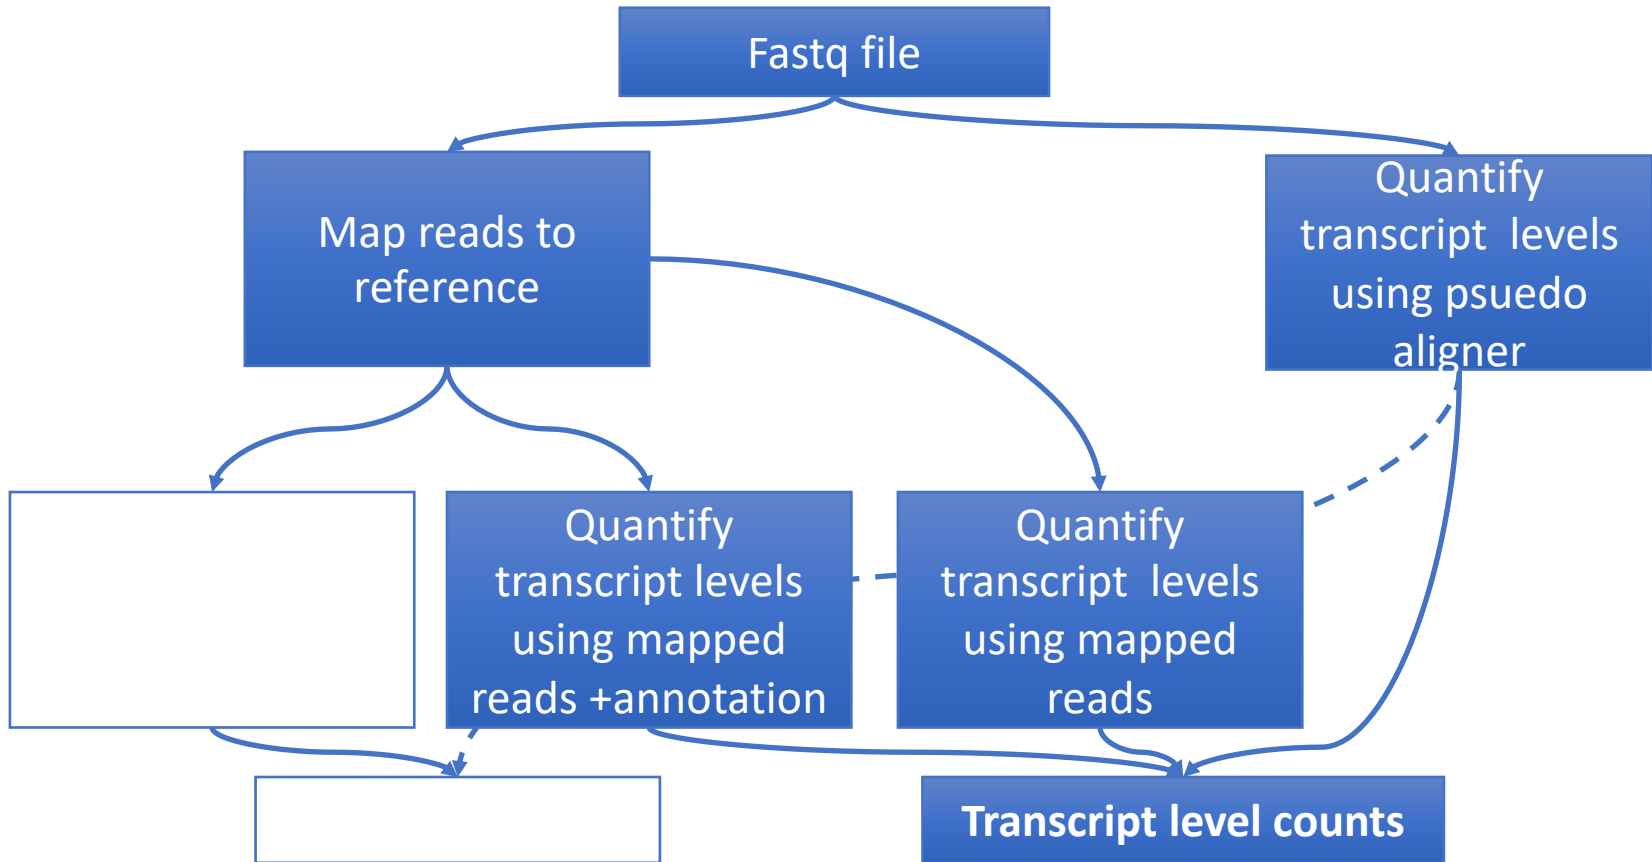 Fastq file
Map reads to
reference
Quantify
transcript  levels
using psuedo
aligner
Quantify
transcript levels
using mapped
reads +annotation
Quantify
transcript  levels
using mapped
reads
Transcript level counts